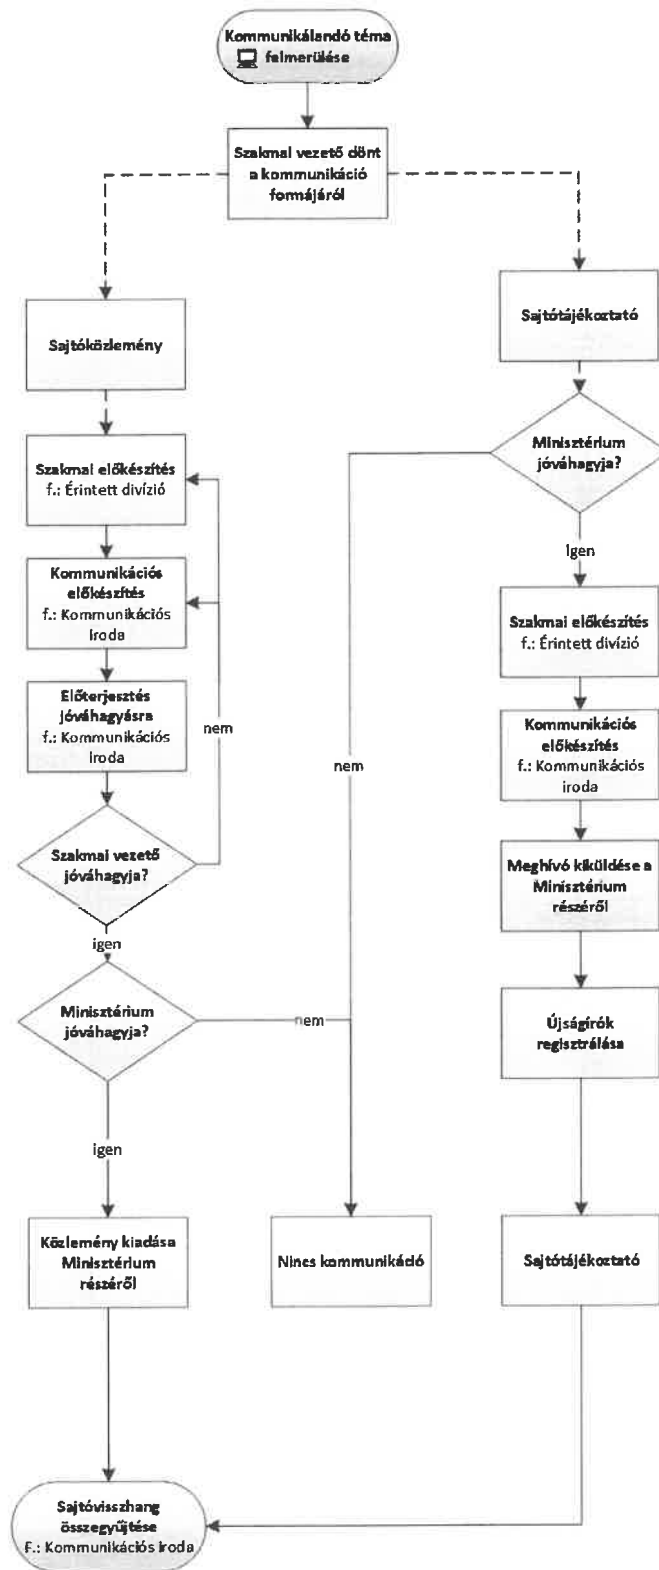 Kommunikálandó téma
felmerülése
Szakmai vezető dönt
a kommunikáció
formájáról
Sajtóközlemény
Szakmai előkészítés
f.: Érintett divízió
Kommunikációs
előkészítés
f.: Kommunikációs
Iroda
Előterjesztés
jóváhagyásra
f.: Kommunikációs
Iroda
nem
Szakmai vezető
jóváhagyja?
igen
Minisztérium
jóváhagyja?
nem
igen
Közlemény kiadása
Minisztérium
részéről
Nincs kommunikáció
nem
Sajtótájékoztató
Minisztérium
jóváhagyja?
Igen
Szakmai előkészítés
f.: Érintett divízió
Kommunikációs
előkészítés
f.: Kommunikációs
iroda
Meghívó kiküldése a
Minisztérium
részéről
Újságírók
regisztrálása
Sajtótájékoztató
Sajtóvisszhang
összegyűjtése
F.: Kommunikációs iroda